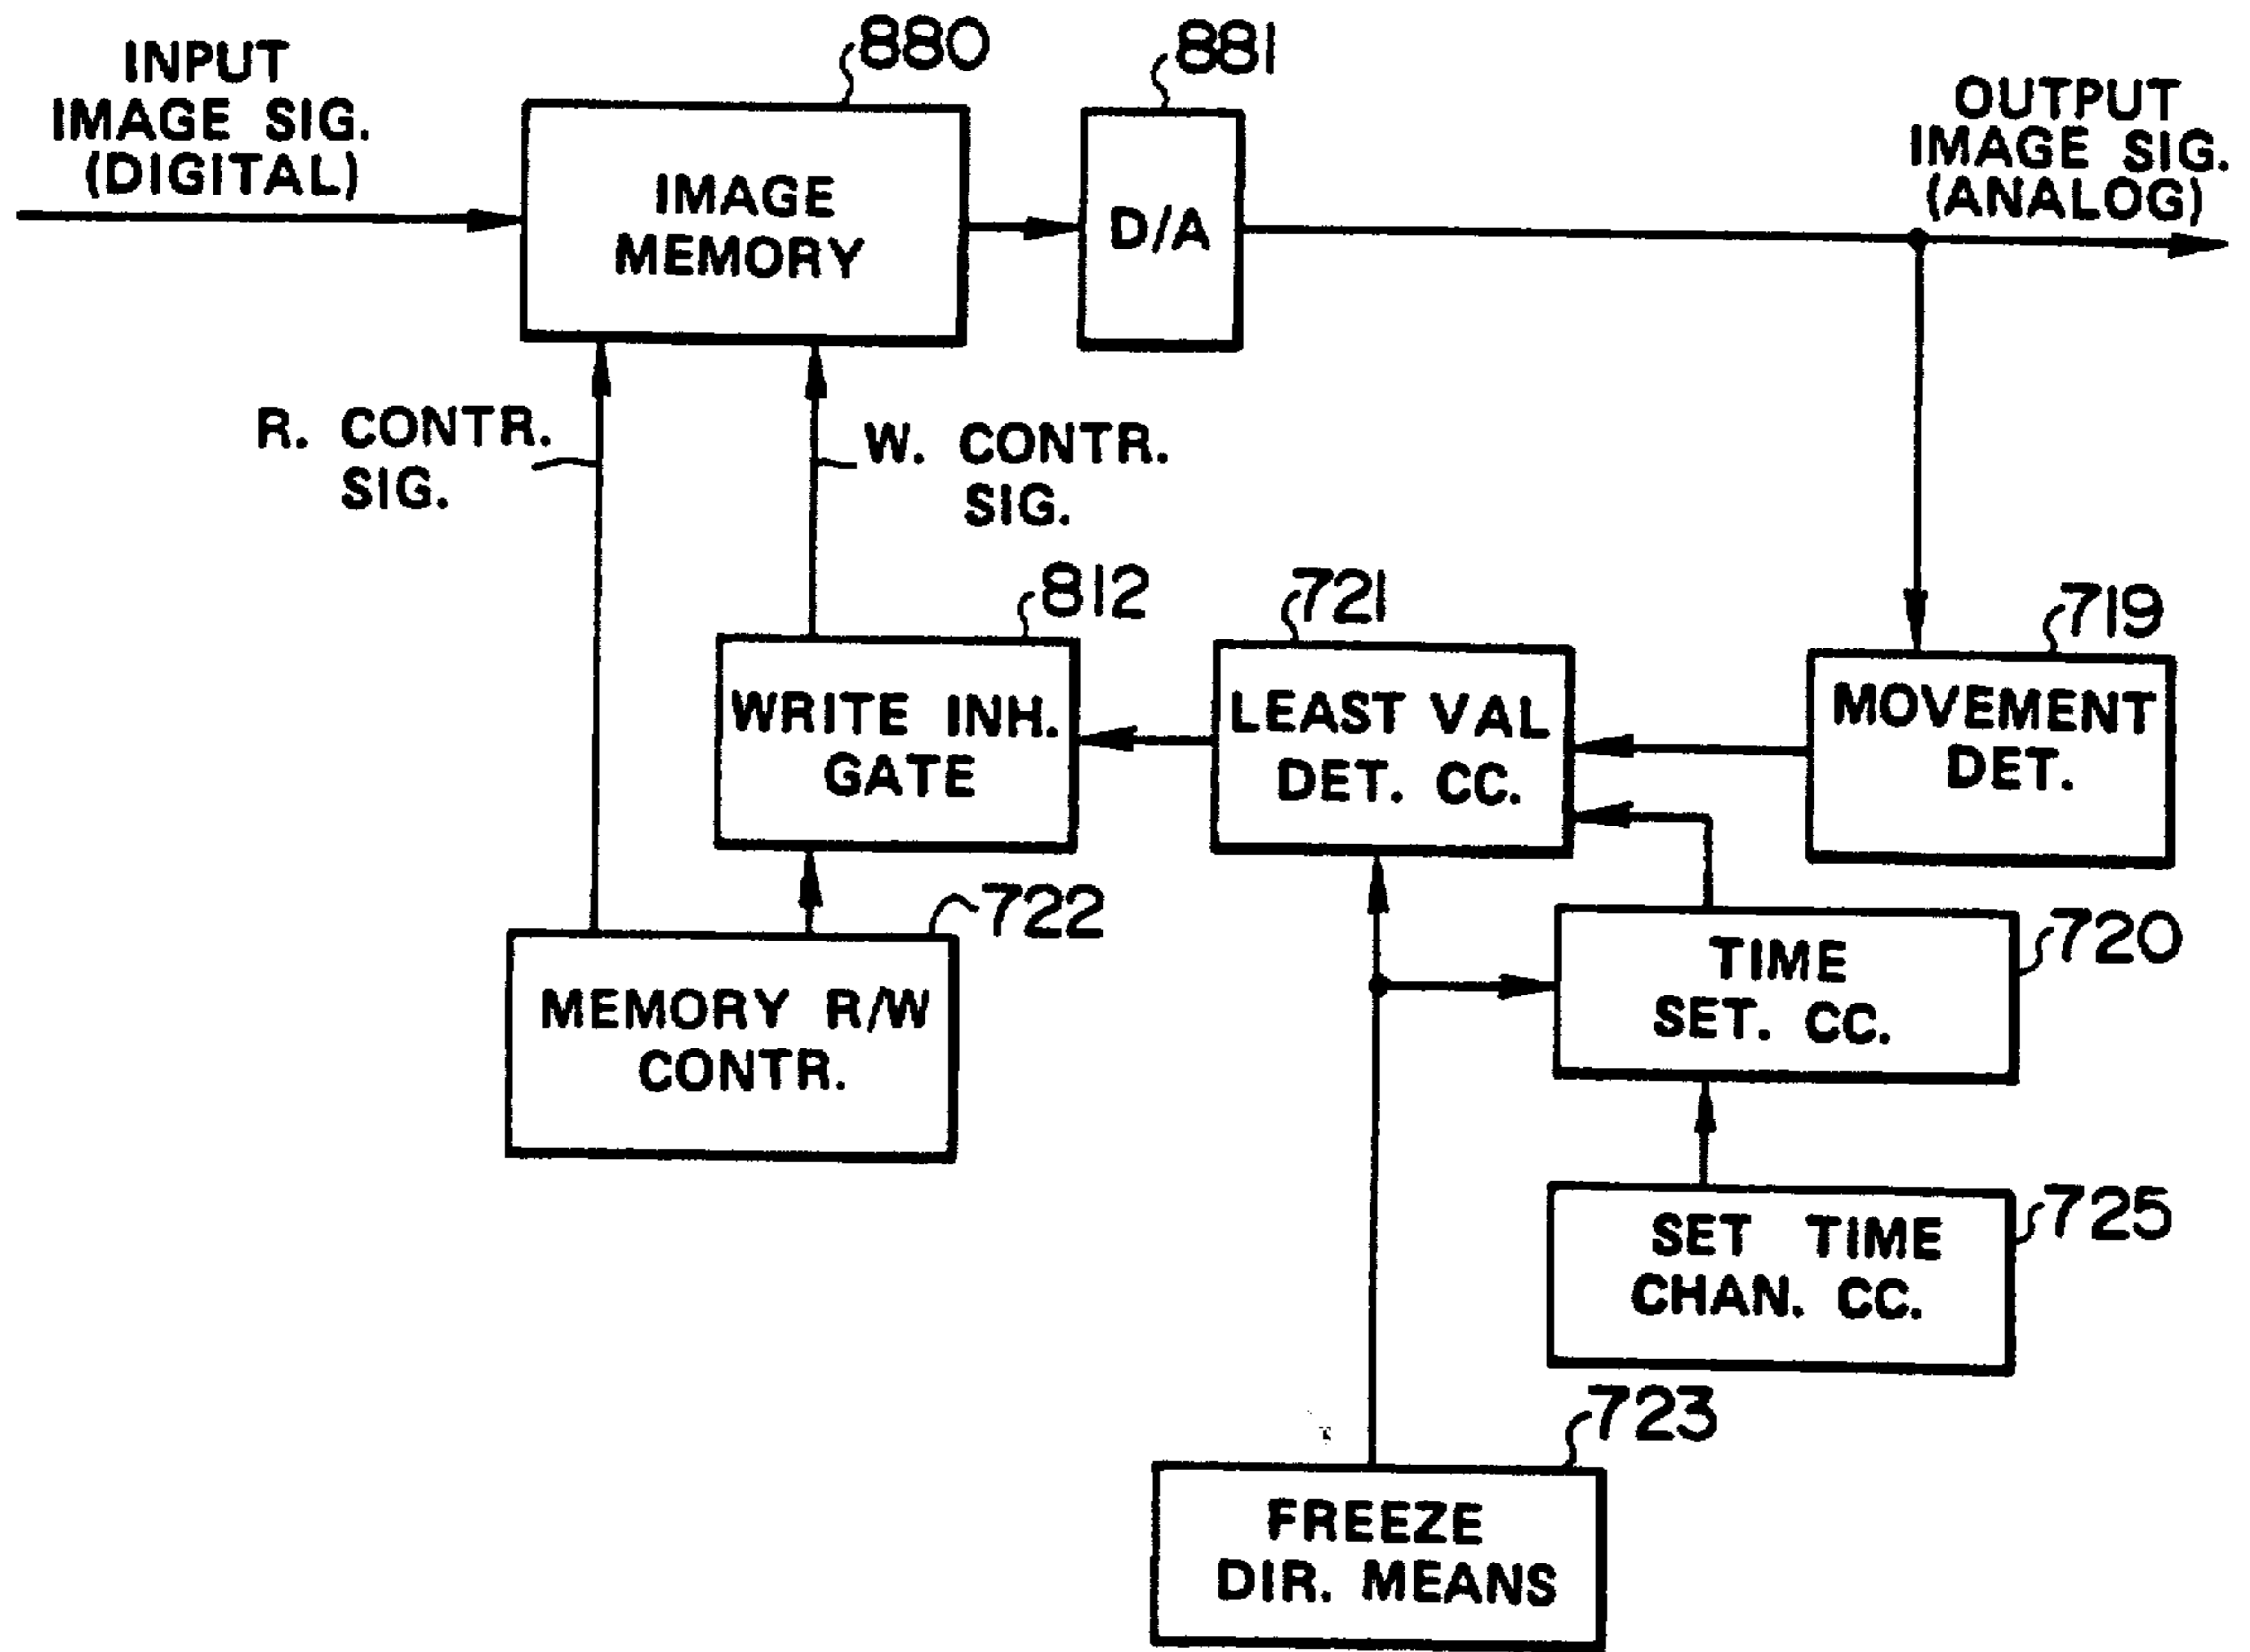 INPUT
IMAGE SIG.
(DIGITAL)
880
881
OUTPUT
IMAGE SIG.
(ANALOG)
IMAGE
MEMORY
D/A
R. CONTR.
SIG.
W. CONTR.
SIG.
812
721
719
WRITE INH.
GATE
LEAST VAL
DET. CC.
MOVEMENT
DET.
722
720
MEMORY R/W
CONTR.
TIME
SET. CC.
725
SET TIME
CHAN. CC.
723
FREEZE
DIR. MEANS